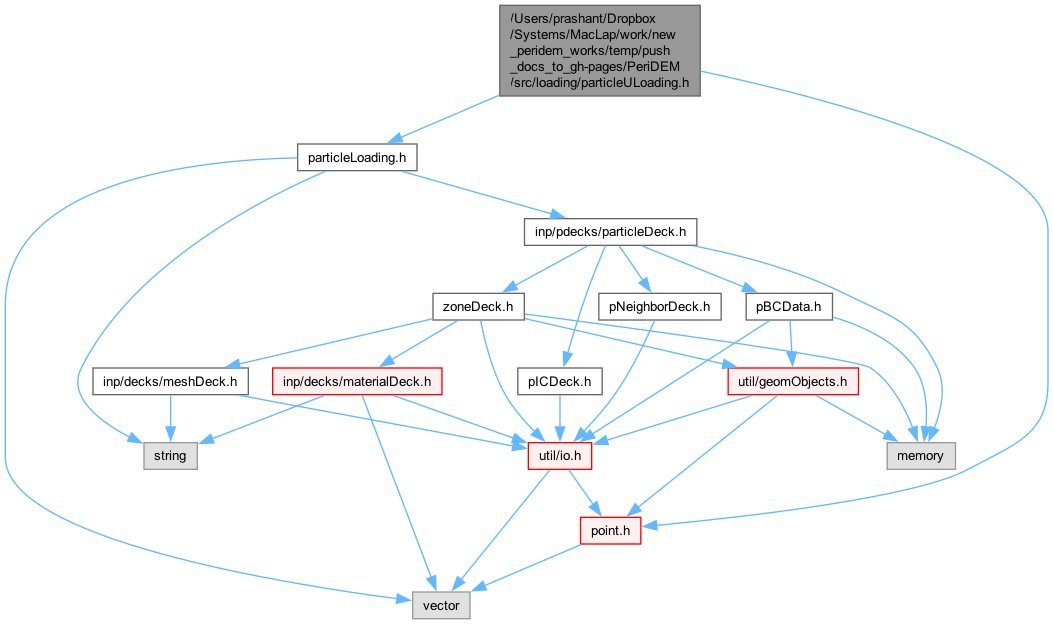 /Users/prashant/Dropbox
/Systems/MacLap/work/new
_peridem_works/temp/push
_docs_to_gh-pages/PeriDEM
/src/loading/particleULoading.h
particleLoading.h
inp/pdecks/particleDeck.h
zoneDeck.h
pNeighborDeck.h
pBCData.h
inp/decks/meshDeck.h
inp/decks/materialDeck.h
pICDeck.h
util/geomObjects.h
string
util/io.h
memory
point.h
vector